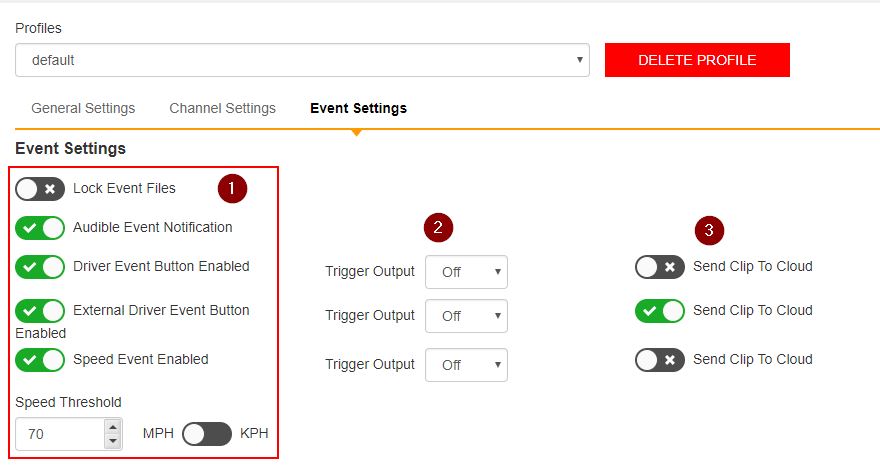 Profiles
default
DELETE PROFILE
General Settings Channel Settings Event Settings
Event Settings
Lock Event Files 1
Audible Event Notification 2 3
Driver Event Button Enabled Trigger Output Off Send Clip To Cloud
External Driver Event Button Trigger Output Off Send Clip To Cloud
Enabled
Speed Event Enabled Trigger Output Off Send Clip To Cloud
Speed Threshold
70 MPH KPH